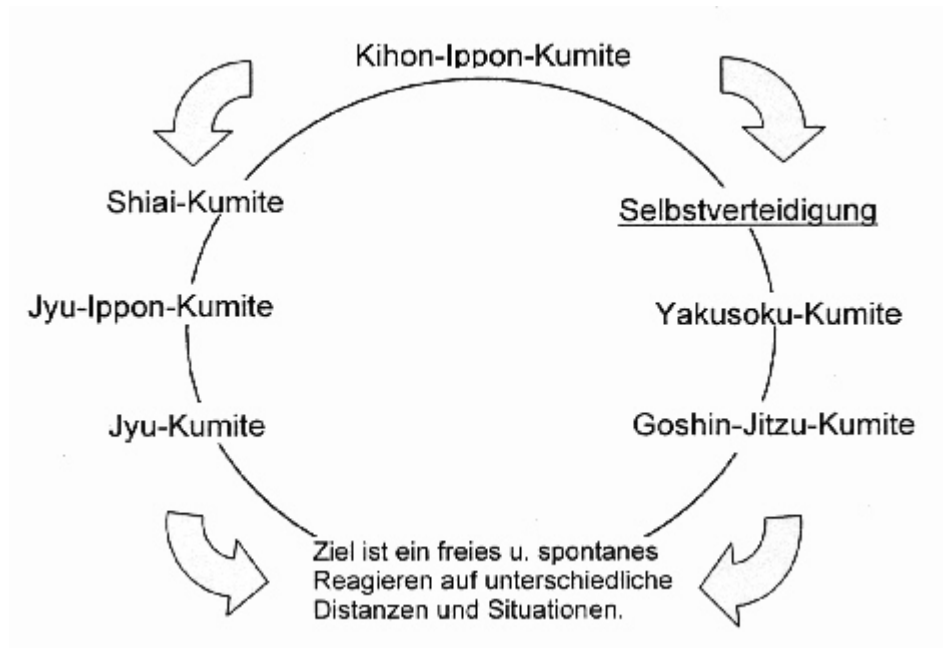 Kihon-Ippon-Kumite
Shiai-Kumite
Selbstverteidigung
Jyu-Ippon-Kumite
Yakusoku-Kumite
Jyu-Kumite
Goshin-Jitzu-Kumite
Ziel ist ein freies u. spontanes
Reagieren auf unterschiedliche
Distanzen und Situationen.